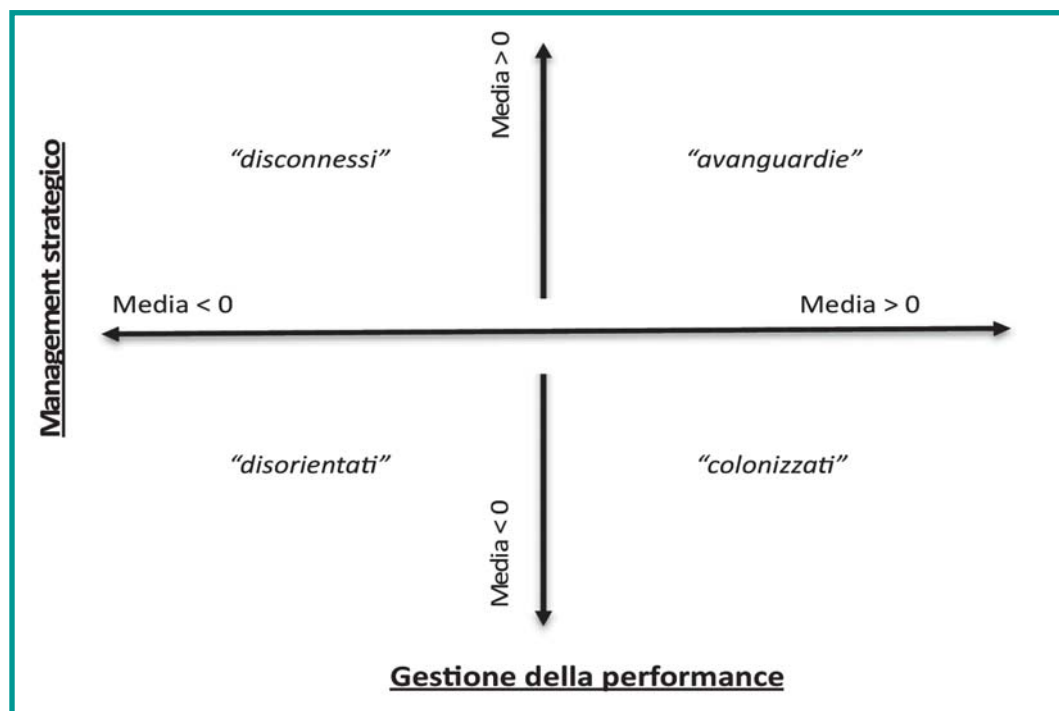 Management strategico
Media > 0
“disconnessi”
“avanguardie”
Media < 0
Media > 0
“disorientati”
“colonizzati”
Media < 0
Gestione della performance